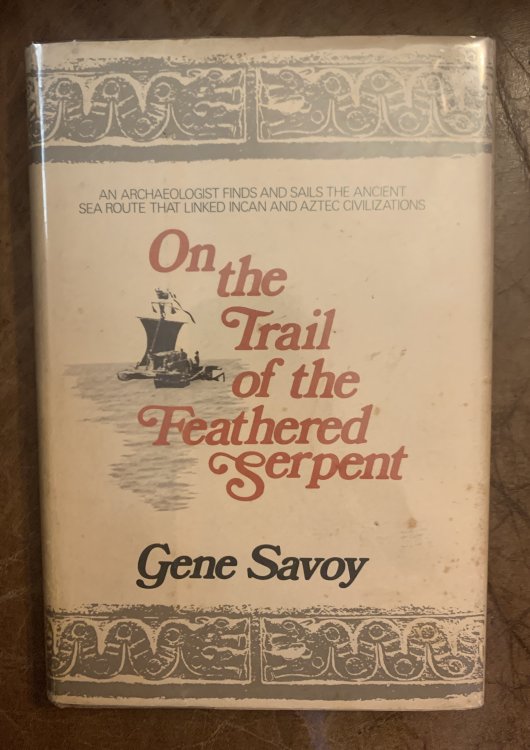 AN ARCHAEOLOGIST FINDS AND SAILS THE ANCIENT
SEA ROUTE THAT LINKED INCAN AND AZTEC CIVILIZATIONS
On the
Trail
of the
Feathered
Serpent
Gene Savoy